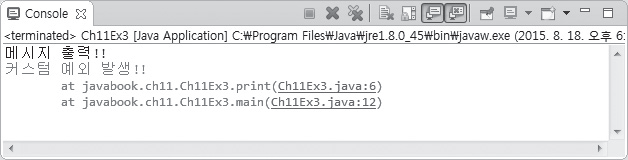 Console
<terminated> Ch11Ex3 [Java Application] C:₩Program Files₩Java₩jre1.8.0_45₩bin₩javaw.exe (2015. 8. 18. 오후 6:
메시지 출력!!
커스텀 예외 발생!!
at javabook.ch11.Ch11Ex3.print(Ch11Ex3.java:6)
at javabook.ch11.Ch11Ex3.main(Ch11Ex3.java:12)